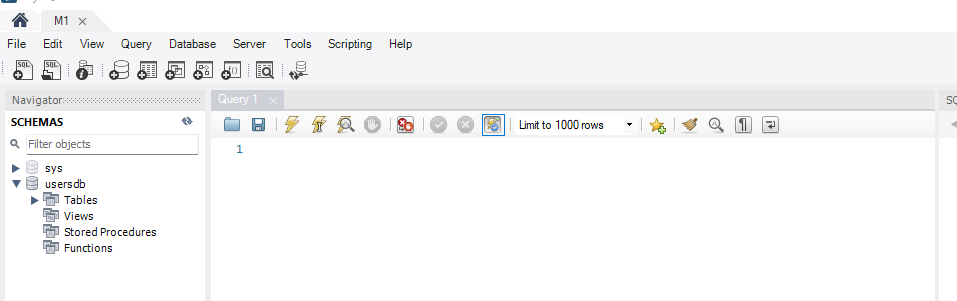 M1
File Edit View Query Database Server Tools Scripting Help
Navigator
SCHEMAS
Filter objects
sys
usersdb
Tables
Views
Stored Procedures
Functions
Query 1
Limit to 1000 rows
1
SQ